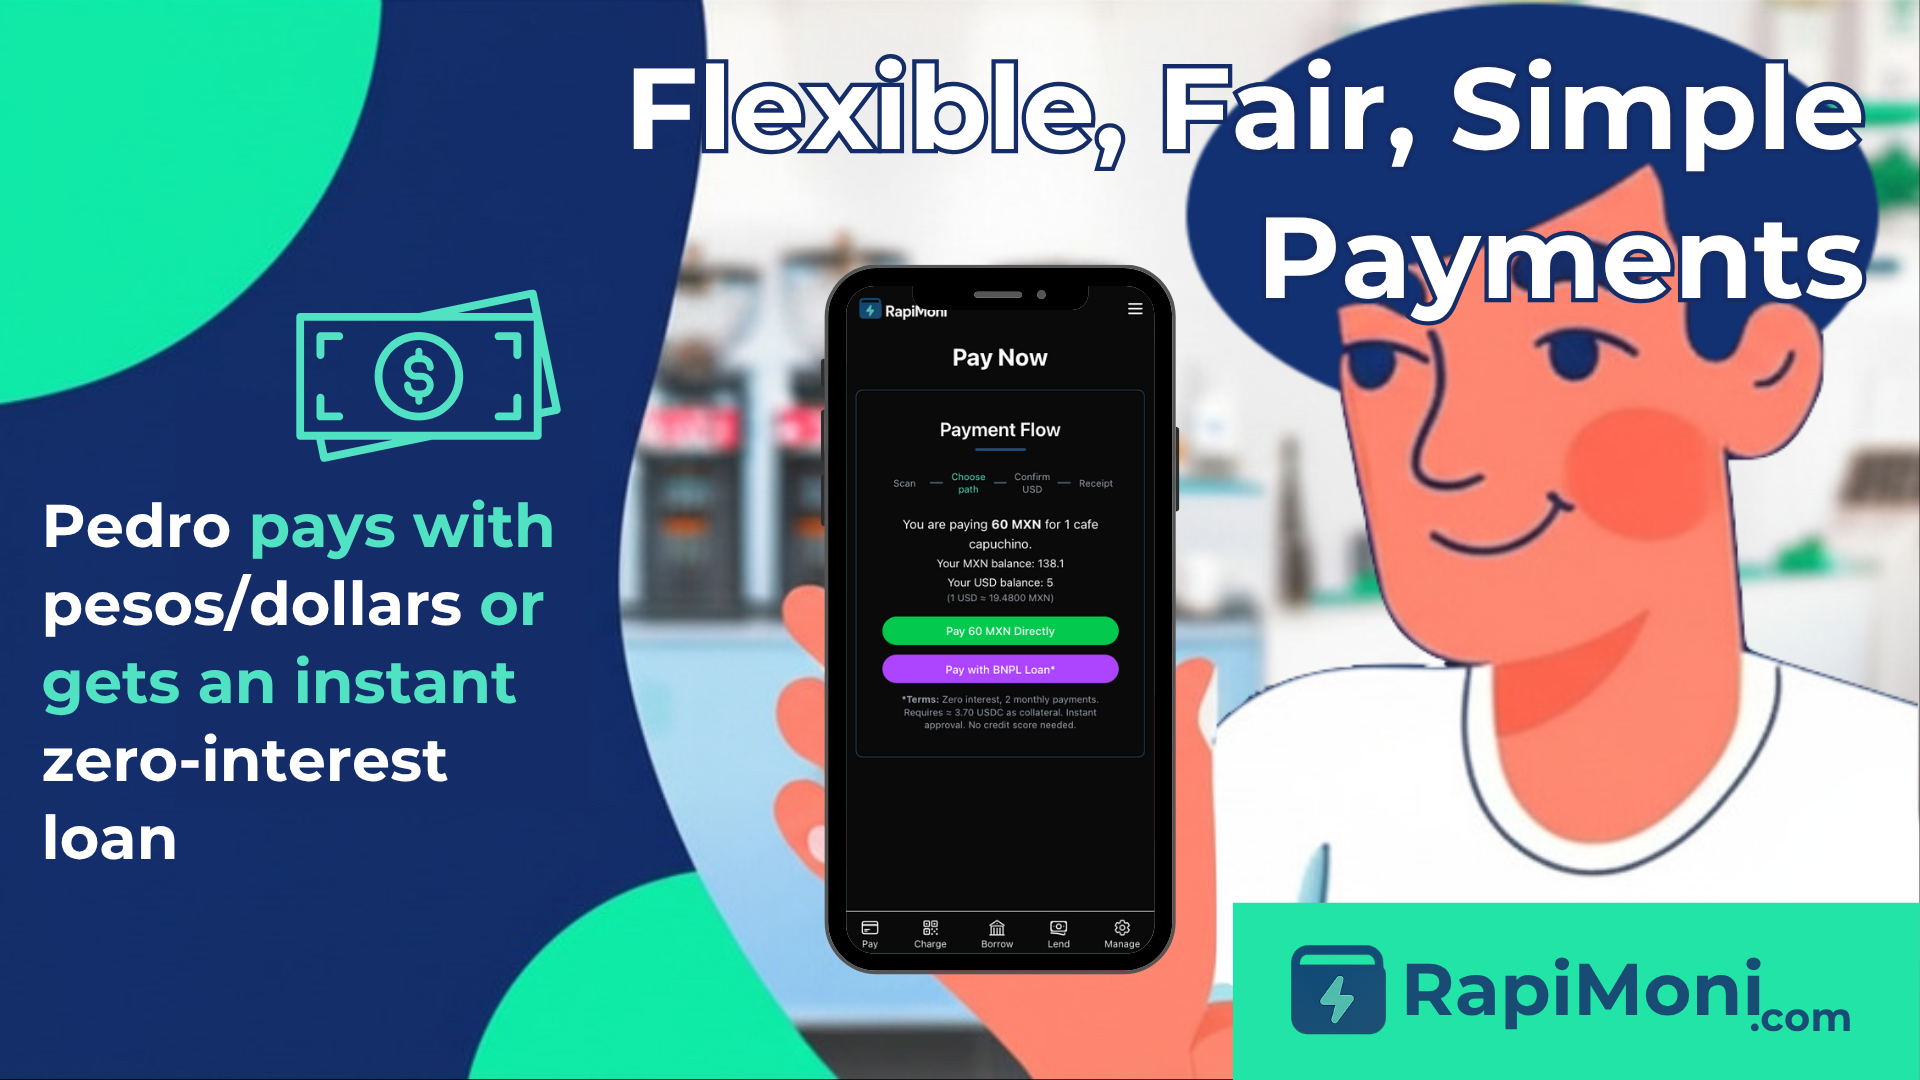 Flexible, Fair, Simple
Payments
$
Pedro pays with
pesos/dollars or
gets an instant
zero-interest
loan
RapiMoni
Pay Now
Payment Flow
Scan — Choose path — Confirm USD — Receipt
You are paying 60 MXN for 1 cafe
capuchino.
Your MXN balance: 138.1
Your USD balance: 5
(1 USD ≈ 19.4800 MXN)
Pay 60 MXN Directly
Pay with BNPL Loan*
*Terms: Zero interest, 2 monthly payments.
Requires ≈ 3.70 USDC as collateral. Instant
approval. No credit score needed.
Pay Charge Borrow Lend Manage
RapiMoni.com